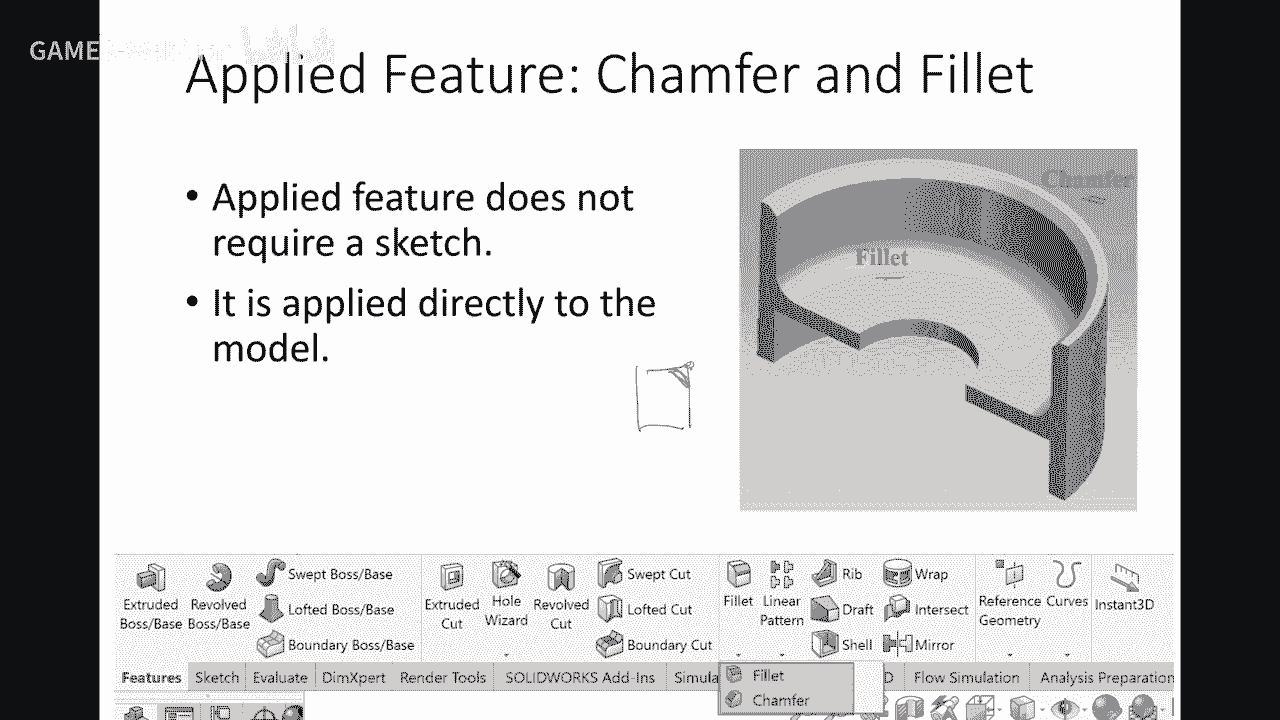 GAME
Applied Feature: Chamfer and Fillet
• Applied feature does not
require a sketch.
• It is applied directly to the
model.
Chamfer
Fillet
Extruded
Boss/Base
Revolved
Boss/Base
Swept Boss/Base
Lofted Boss/Base
Boundary Boss/Base
Extruded
Cut
Hole
Wizard
Revolved
Cut
Swept Cut
Lofted Cut
Boundary Cut
Fillet
Linear
Pattern
Rib
Draft
Shell
Wrap
Intersect
Mirror
Reference
Geometry
Curves
Instant3D
Features
Sketch
Evaluate
DimXpert
Render Tools
SOLIDWORKS Add-Ins
Simula
D
Flow Simulation
Analysis Preparation
Fillet
Chamfer